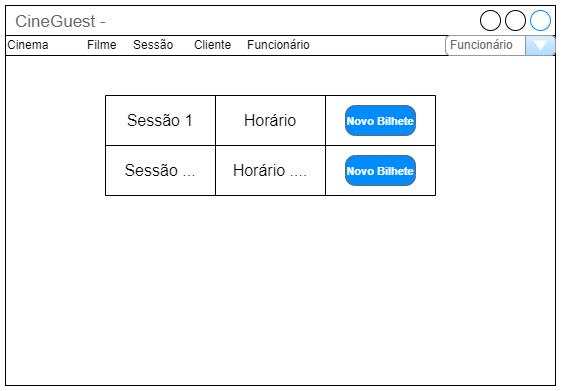 CineGuest -
Cinema Filme Sessão Cliente Funcionário Funcionário
Sessão 1 Horário Novo Bilhete
Sessão ... Horário .... Novo Bilhete